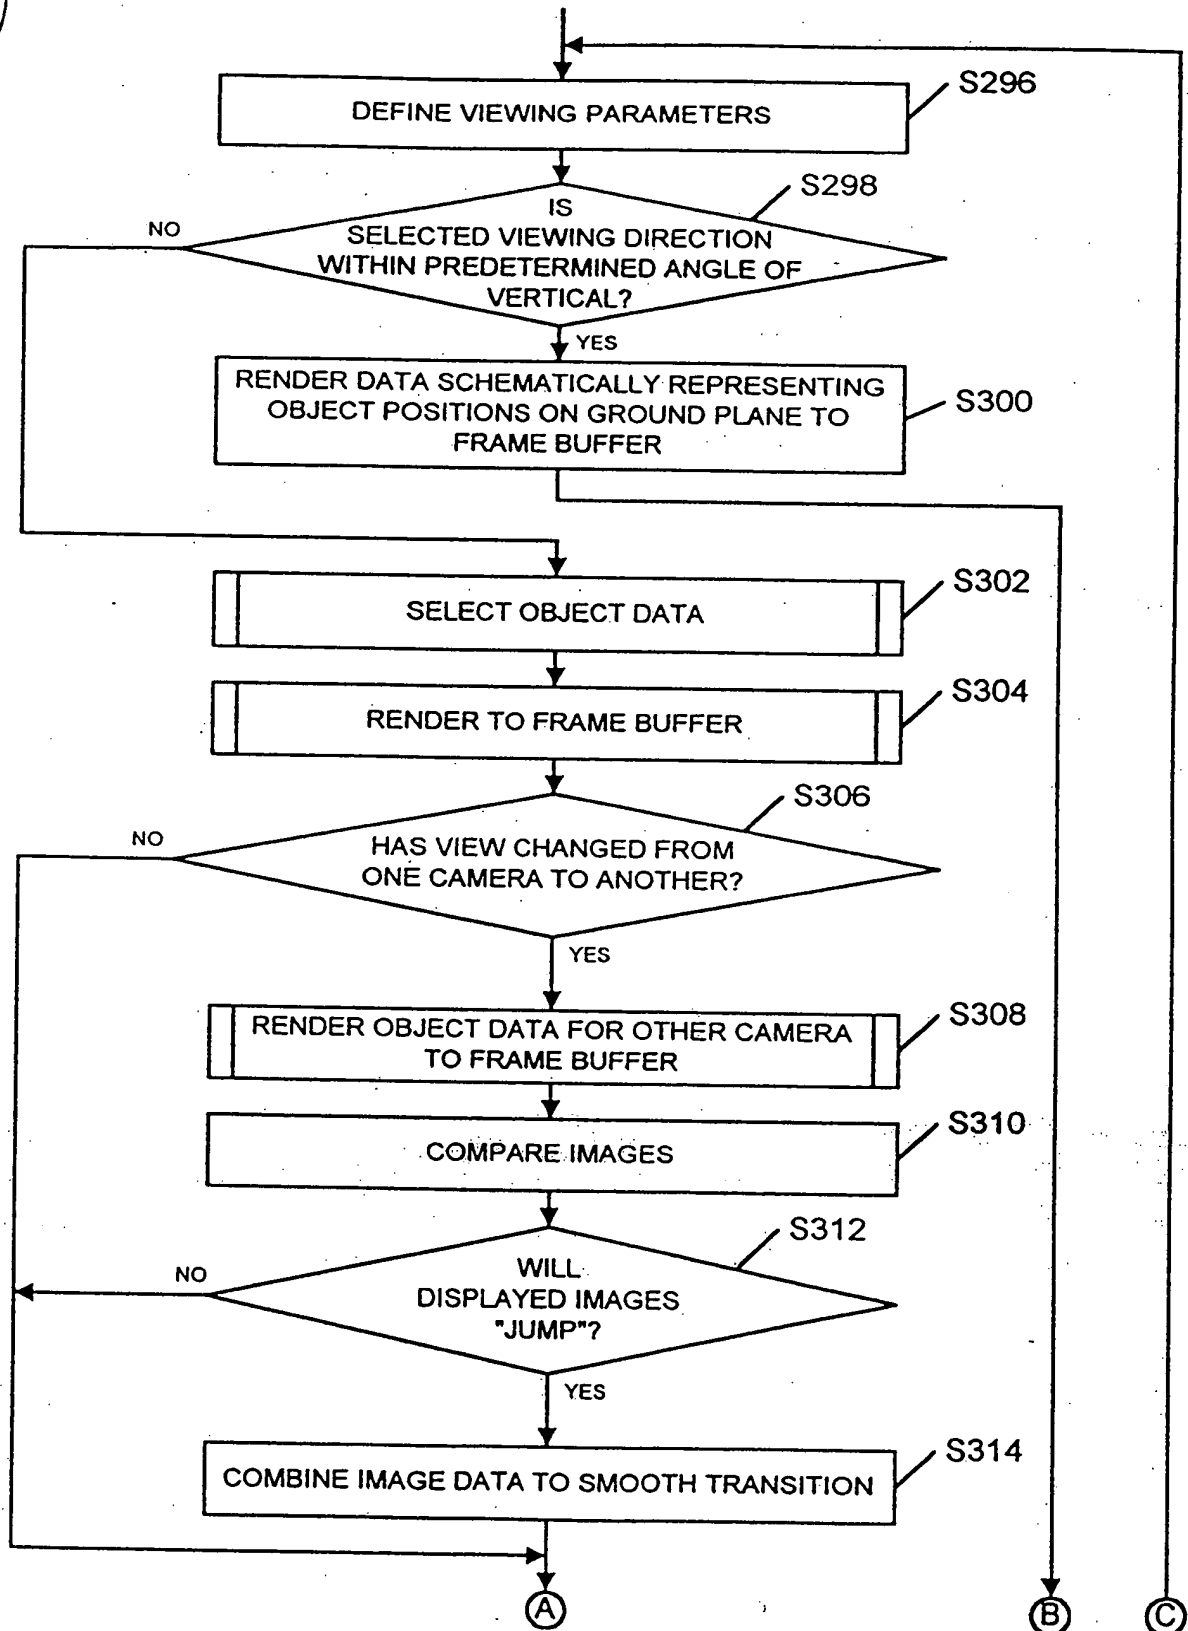 DEFINE VIEWING PARAMETERS
S296
S298
IS
SELECTED VIEWING DIRECTION
WITHIN PREDETERMINED ANGLE OF
VERTICAL?
NO
YES
RENDER DATA SCHEMATICALLY REPRESENTING
OBJECT POSITIONS ON GROUND PLANE TO
FRAME BUFFER
S300
SELECT OBJECT DATA
S302
RENDER TO FRAME BUFFER
S304
S306
HAS VIEW CHANGED FROM
ONE CAMERA TO ANOTHER?
NO
YES
RENDER OBJECT DATA FOR OTHER CAMERA
TO FRAME BUFFER
S308
COMPARE IMAGES
S310
S312
WILL
DISPLAYED IMAGES
"JUMP"?
NO
YES
COMBINE IMAGE DATA TO SMOOTH TRANSITION
S314
A
B
C